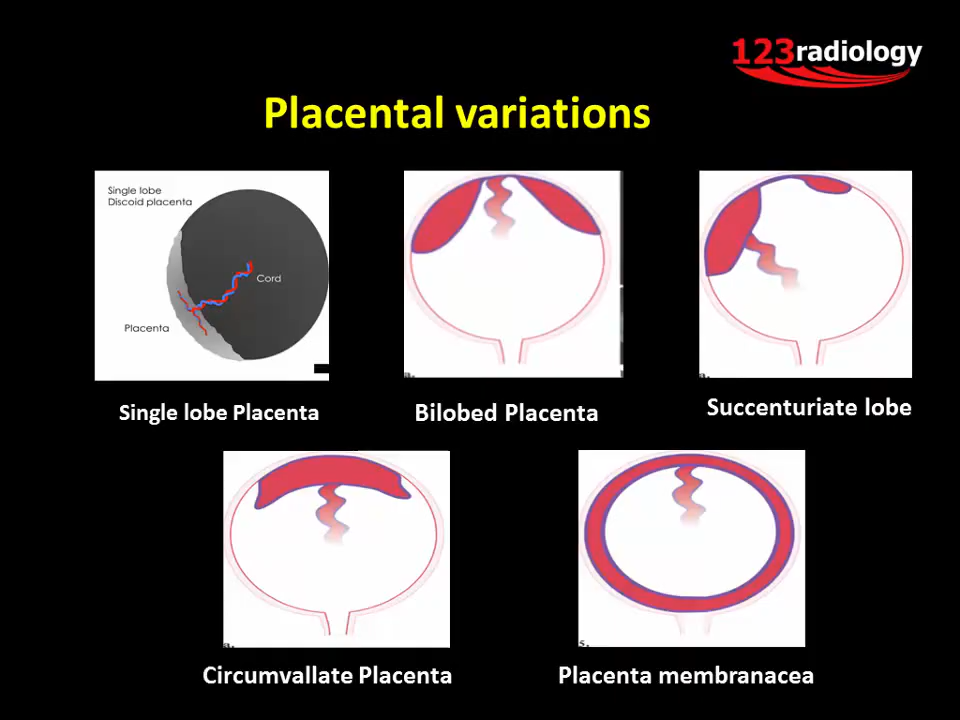 123radiology
Placental variations
Single lobe
Discoid placenta
Cord
Placenta
Single lobe Placenta
Bilobed Placenta
Succenturiate lobe
Circumvallate Placenta
Placenta membranacea